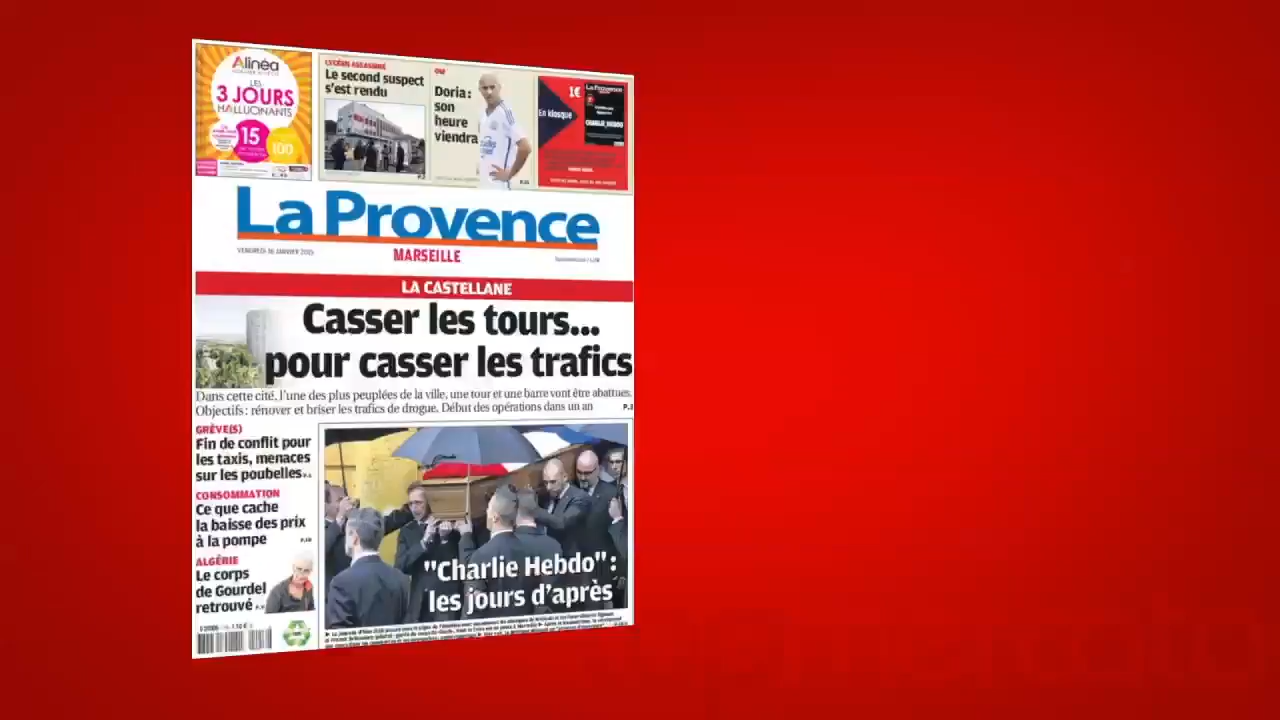 Alinéa
LES
3 JOURS
HALLUCINANTS
15
100
LYCÉEN ASSASSINÉ
Le second suspect
s'est rendu
OM
Doria :
son
heure
viendra
1€
La Provence
En kiosque
CHARLIE HEBDO
La Provence
VENDREDI 16 JANVIER 2015
MARSEILLE
LA CASTELLANE
Casser les tours...
pour casser les trafics
Dans cette cité, l'une des plus peuplées de la ville, une tour et une barre vont être abattues.
Objectifs : rénover et briser les trafics de drogue. Début des opérations dans un an
GRÈVE(S)
Fin de conflit pour
les taxis, menaces
sur les poubelles
CONSOMMATION
Ce que cache
la baisse des prix
à la pompe
ALGÉRIE
Le corps
de Gourdel
retrouvé
"Charlie Hebdo" :
les jours d'après